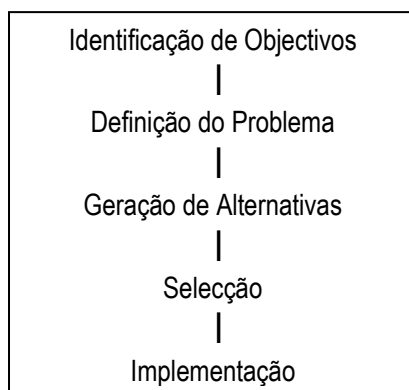 Identificação de Objectivos
Definição do Problema
Geração de Alternativas
Selecção
Implementação